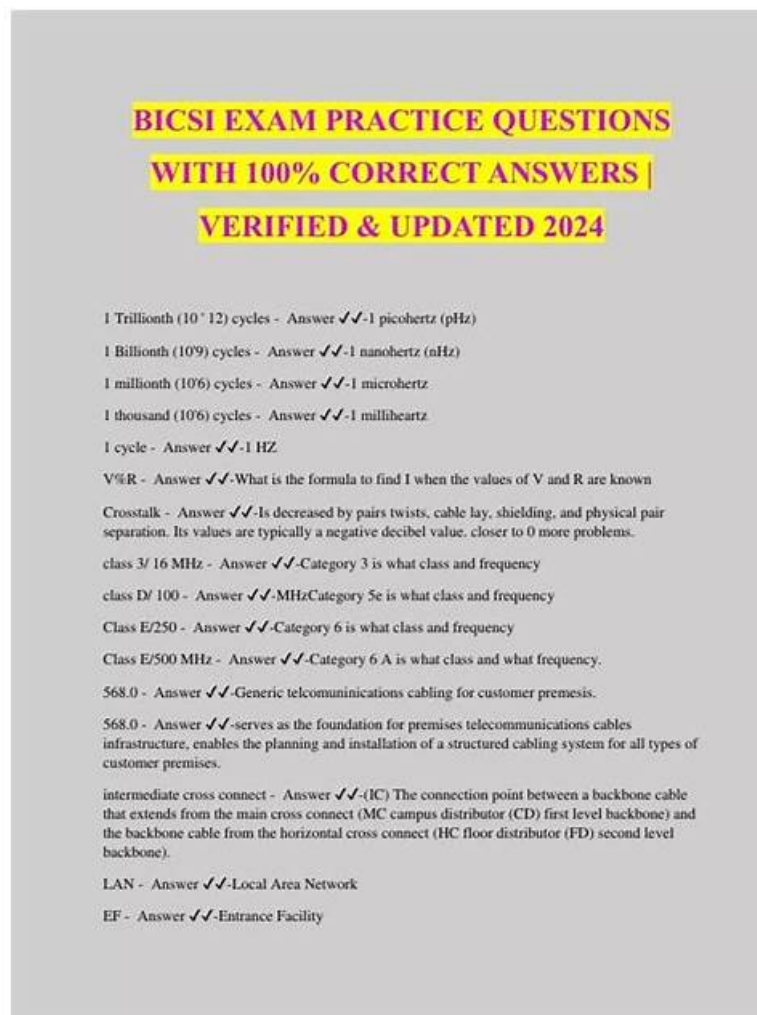 BICSI EXAM PRACTICE QUESTIONS
WITH 100% CORRECT ANSWERS |
VERIFIED & UPDATED 2024
1 Trillionth (10 ' 12) cycles - Answer ✓✓-1 picohertz (pHz)
1 Billionth (10'9) cycles - Answer ✓✓-1 nanohertz (nHz)
1 millionth (10'6) cycles - Answer ✓✓-1 microhertz
1 thousand (10'6) cycles - Answer ✓✓-1 milliheartz
1 cycle - Answer ✓✓-1 HZ
V%R - Answer ✓✓-What is the formula to find I when the values of V and R are known
Crosstalk - Answer ✓✓-Is decreased by pairs twists, cable lay, shielding, and physical pair
separation. Its values are typically a negative decibel value. closer to 0 more problems.
class 3/ 16 MHz - Answer ✓✓-Category 3 is what class and frequency
class D/ 100 - Answer ✓✓-MHzCategory 5e is what class and frequency
Class E/250 - Answer ✓✓-Category 6 is what class and frequency
Class E/500 MHz - Answer ✓✓-Category 6 A is what class and what frequency.
568.0 - Answer ✓✓-Generic telcomuninications cabling for customer premesis.
568.0 - Answer ✓✓-serves as the foundation for premises telecommunications cables
infrastructure, enables the planning and installation of a structured cabling system for all types of
customer premises.
intermediate cross connect - Answer ✓✓-(IC) The connection point between a backbone cable
that extends from the main cross connect (MC campus distributor (CD) first level backbone) and
the backbone cable from the horizontal cross connect (HC floor distributor (FD) second level
backbone).
LAN - Answer ✓✓-Local Area Network
EF - Answer ✓✓-Entrance Facility